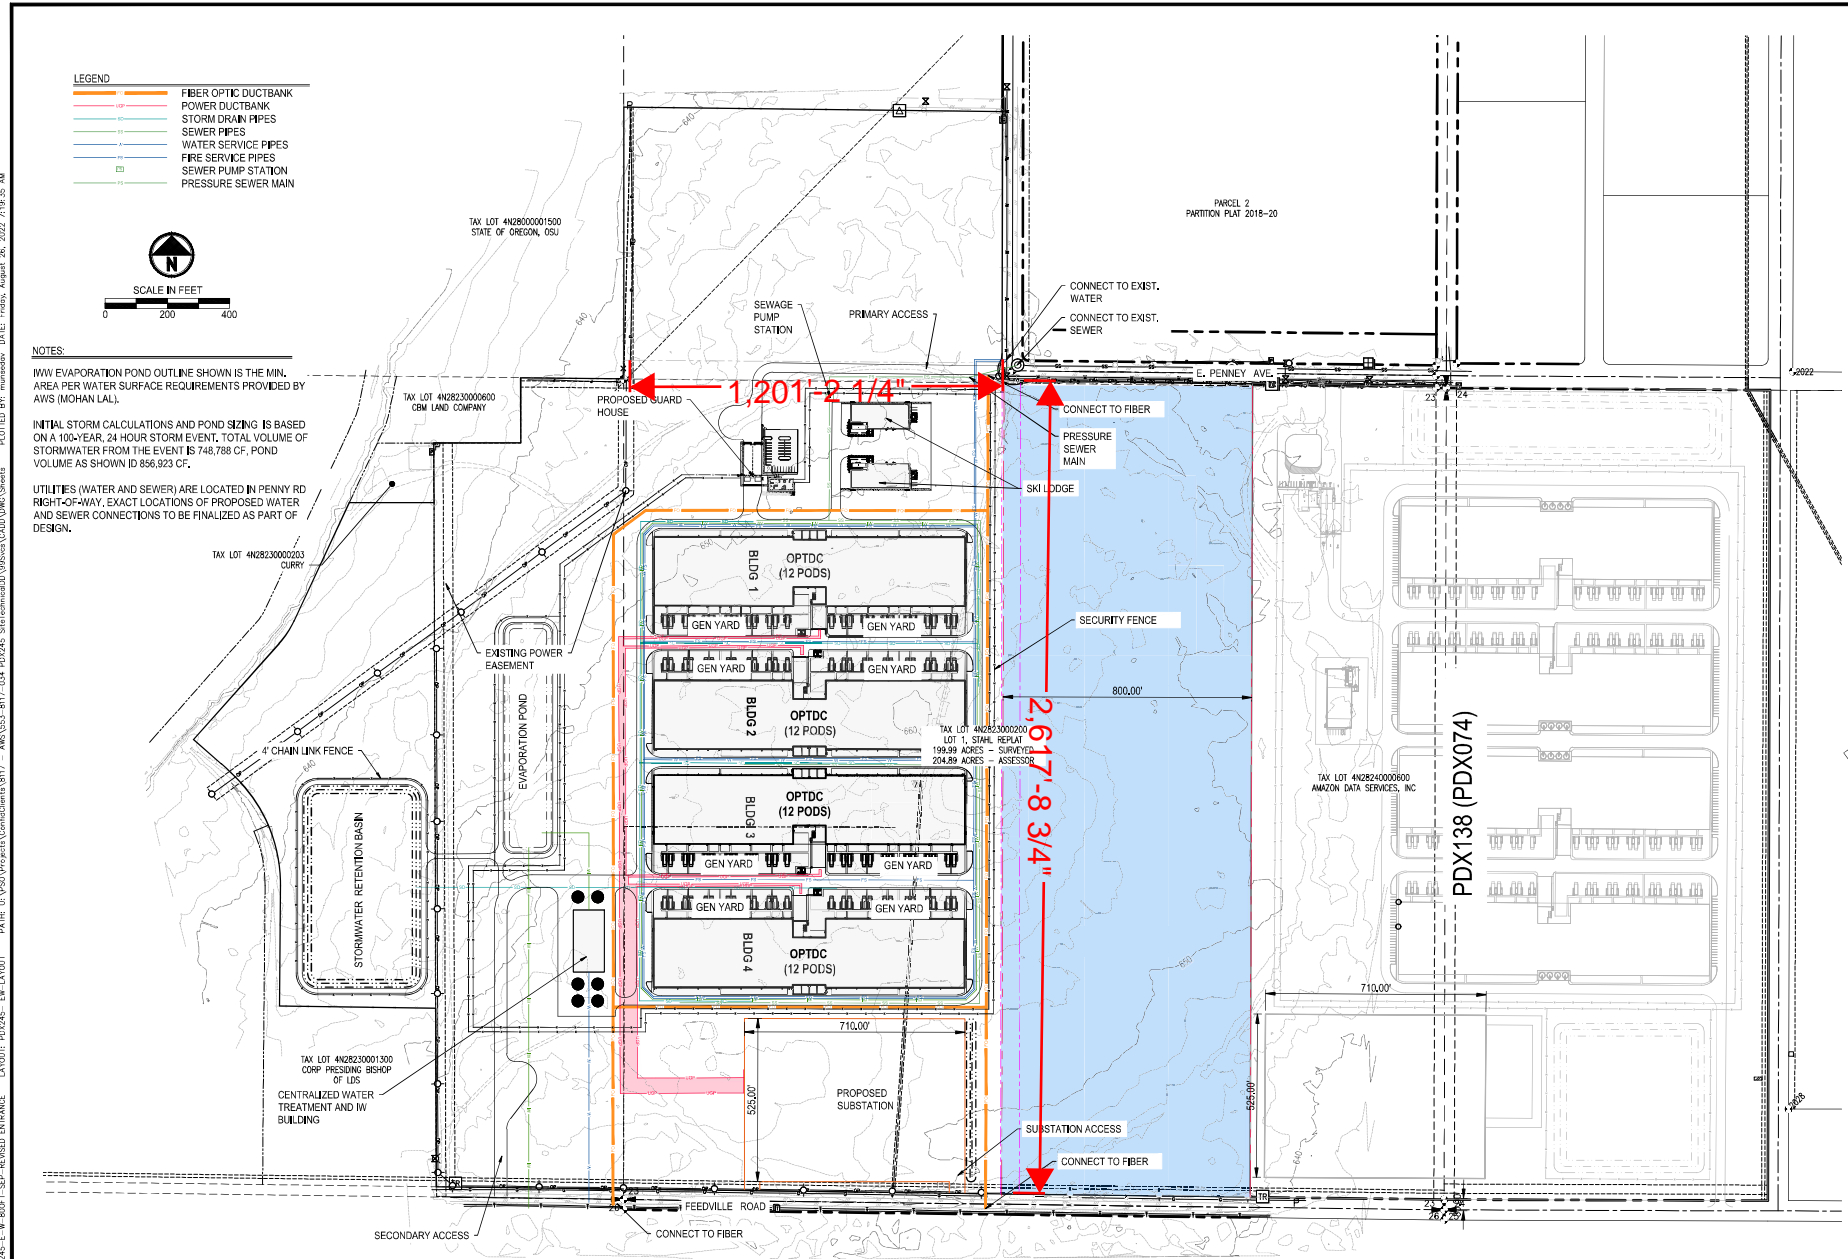 LEGEND
FIBER OPTIC DUCTBANK
POWER DUCTBANK
STORM DRAIN PIPES
SEWER PIPES
WATER SERVICE PIPES
FIRE SERVICE PIPES
SEWER PUMP STATION
PRESSURE SEWER MAIN
N
SCALE IN FEET
0 200 400
NOTES:
IWW EVAPORATION POND OUTLINE SHOWN IS THE MIN.
AREA PER WATER SURFACE REQUIREMENTS PROVIDED BY
AWS (MOHAN LAL).
INITIAL STORM CALCULATIONS AND POND SIZING IS BASED
ON A 100-YEAR, 24 HOUR STORM EVENT. TOTAL VOLUME OF
STORMWATER FROM THE EVENT IS 748,788 CF, POND
VOLUME AS SHOWN ID 856,923 CF.
UTILITIES (WATER AND SEWER) ARE LOCATED IN PENNY RD
RIGHT-OF-WAY, EXACT LOCATIONS OF PROPOSED WATER
AND SEWER CONNECTIONS TO BE FINALIZED AS PART OF
DESIGN.
TAX LOT 4N28000001500
STATE OF OREGON, OSU
PARCEL 2
PARTITION PLAT 2018-20
CONNECT TO EXIST.
WATER
CONNECT TO EXIST.
SEWER
SEWAGE
PUMP
STATION
PRIMARY ACCESS
E. PENNEY AVE.
1,201'-2 1/4"
TAX LOT 4N28230000600
CBM LAND COMPANY
PROPOSED GUARD
HOUSE
CONNECT TO FIBER
PRESSURE
SEWER
MAIN
SKI LODGE
23
24
2022
TAX LOT 4N28230000203
CURRY
BLDG 1
OPTDC
(12 PODS)
GEN YARD
GEN YARD
SECURITY FENCE
EXISTING POWER
EASEMENT
GEN YARD
GEN YARD
BLDG 2
OPTDC
(12 PODS)
EVAPORATION POND
800.00'
2,617'-8 3/4"
TAX LOT 4N2823000200
LOT 1, STAHL REPLAT
199.99 ACRES - SURVEYED
204.89 ACRES - ASSESSOR
4' CHAIN LINK FENCE
STORMWATER RETENTION BASIN
BLDG 3
OPTDC
(12 PODS)
GEN YARD
GEN YARD
TAX LOT 4N28240000600
AMAZON DATA SERVICES, INC
PDX138 (PDX074)
GEN YARD
GEN YARD
BLDG 4
OPTDC
(12 PODS)
710.00'
710.00'
525.00'
525.00'
TAX LOT 4N28230001300
CORP PRESIDING BISHOP
OF LDS
CENTRALIZED WATER
TREATMENT AND IW
BUILDING
PROPOSED
SUBSTATION
SUBSTATION ACCESS
CONNECT TO FIBER
TR
FEEDVILLE ROAD
SECONDARY ACCESS
CONNECT TO FIBER
2028
640
640
640
640
650
650
660